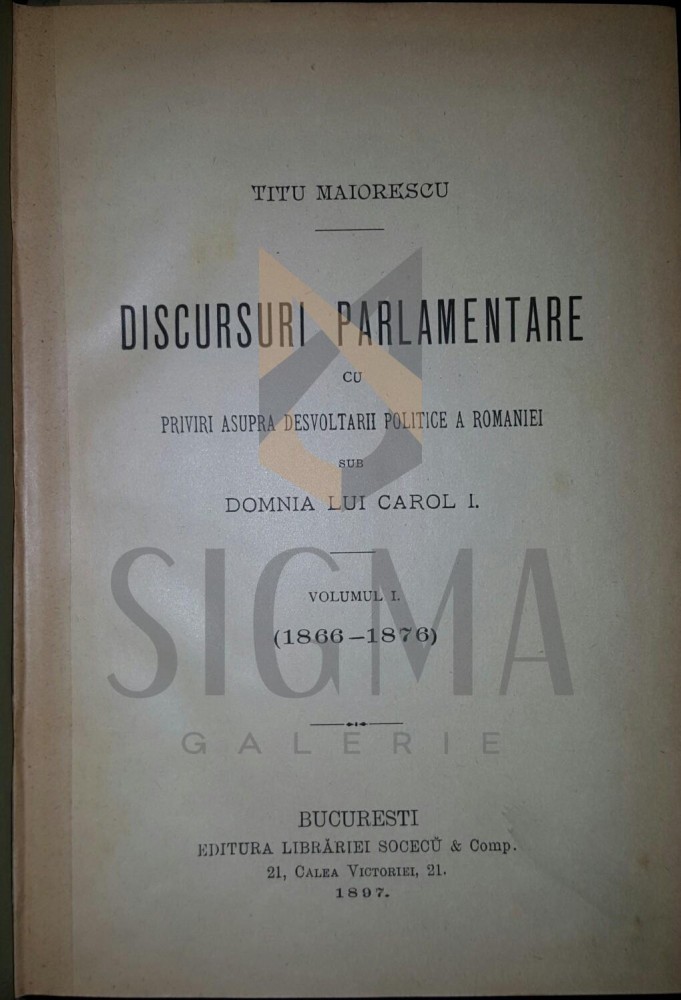 TITU MAIORESCU
DISCURSURI PARLAMENTARE
CU
PRIVIRI ASUPRA DESVOLTARII POLITICE A ROMANIEI
SUB
DOMNIA LUI CAROL I.
VOLUMUL I.
(1866–1876)
SIGMA
GALERIE
BUCURESTI
EDITURA LIBRĂRIEI SOCECŬ & Comp.
21, CALEA VICTORIEI, 21.
1897.